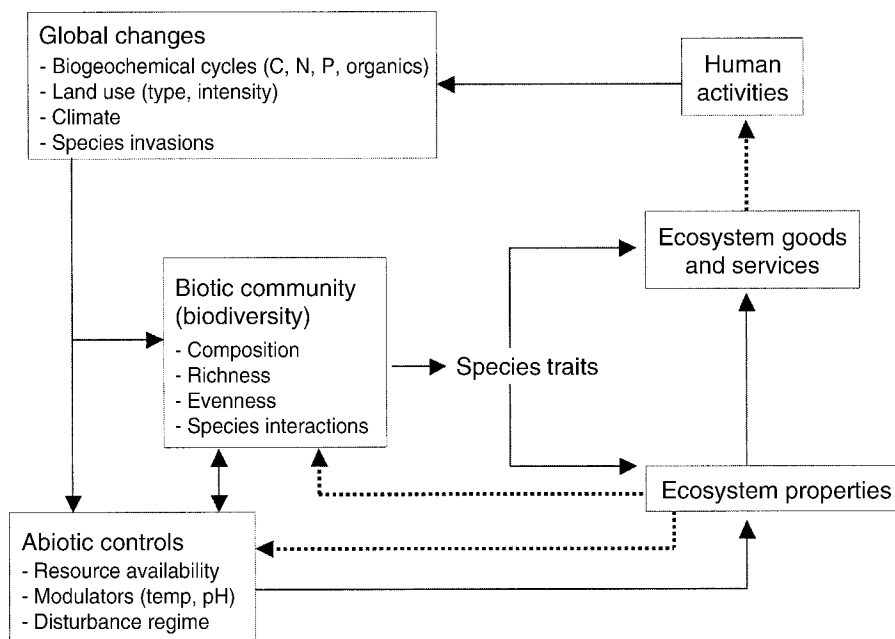 Global changes
- Biogeochemical cycles (C, N, P, organics)
- Land use (type, intensity)
- Climate
- Species invasions
Human
activities
Ecosystem goods
and services
Biotic community
(biodiversity)
- Composition
- Richness
- Evenness
- Species interactions
Species traits
Ecosystem properties
Abiotic controls
- Resource availability
- Modulators (temp, pH)
- Disturbance regime